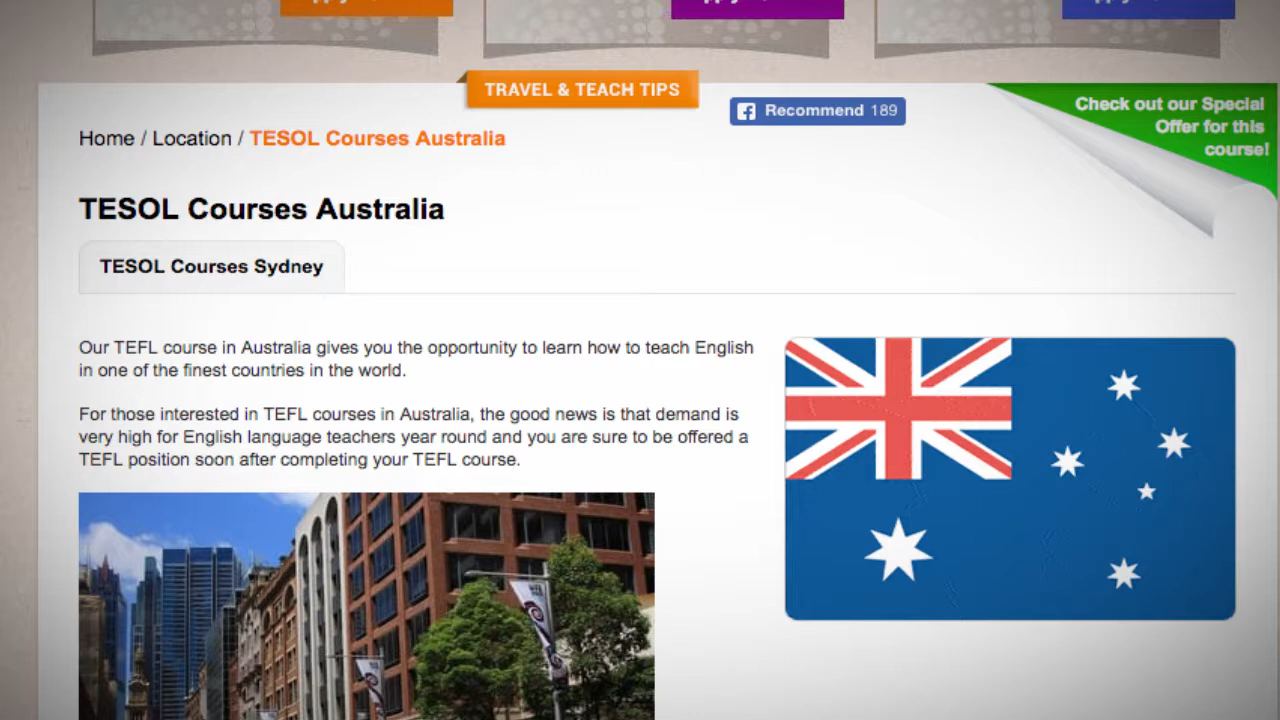 TRAVEL & TEACH TIPS
Recommend 189
Check out our Special
Offer for this
course!
Home / Location / TESOL Courses Australia
TESOL Courses Australia
TESOL Courses Sydney
Our TEFL course in Australia gives you the opportunity to learn how to teach English
in one of the finest countries in the world.
For those interested in TEFL courses in Australia, the good news is that demand is
very high for English language teachers year round and you are sure to be offered a
TEFL position soon after completing your TEFL course.